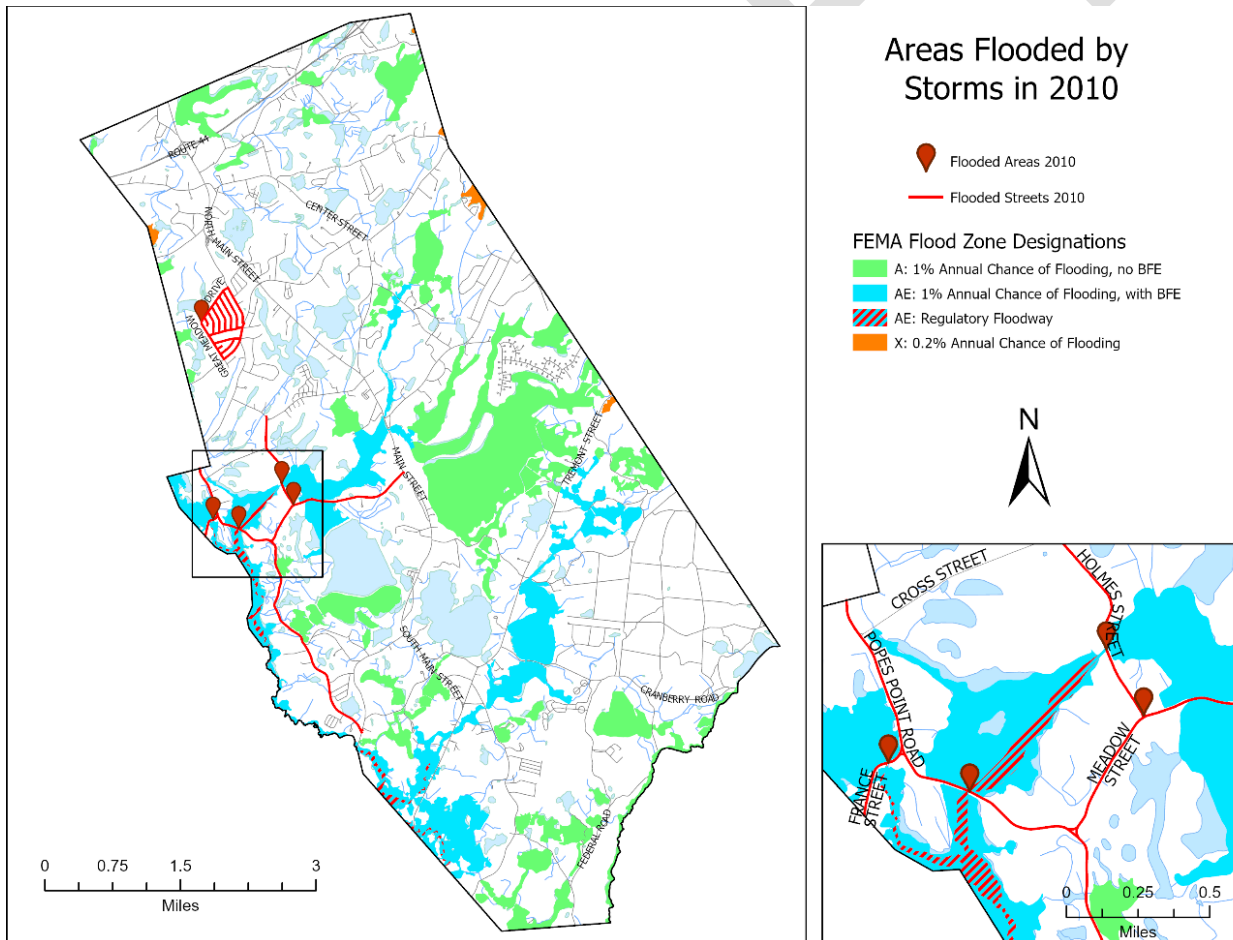 Areas Flooded by
Storms in 2010
Flooded Areas 2010
Flooded Streets 2010
FEMA Flood Zone Designations
A: 1% Annual Chance of Flooding, no BFE
AE: 1% Annual Chance of Flooding, with BFE
AE: Regulatory Floodway
X: 0.2% Annual Chance of Flooding
N
ROUTE 44
CENTER STREET
NORTH MAIN STREET
GREAT MEADOW DRIVE
MAIN STREET
TREMONT STREET
SOUTH MAIN STREET
CRANBERRY ROAD
FEDERAL ROAD
0 0.75 1.5 3
Miles
CROSS STREET
HOLMES STREET
POPES POINT ROAD
MEADOW
STREET
FRANCE
STREET
0 0.25 0.5
Miles